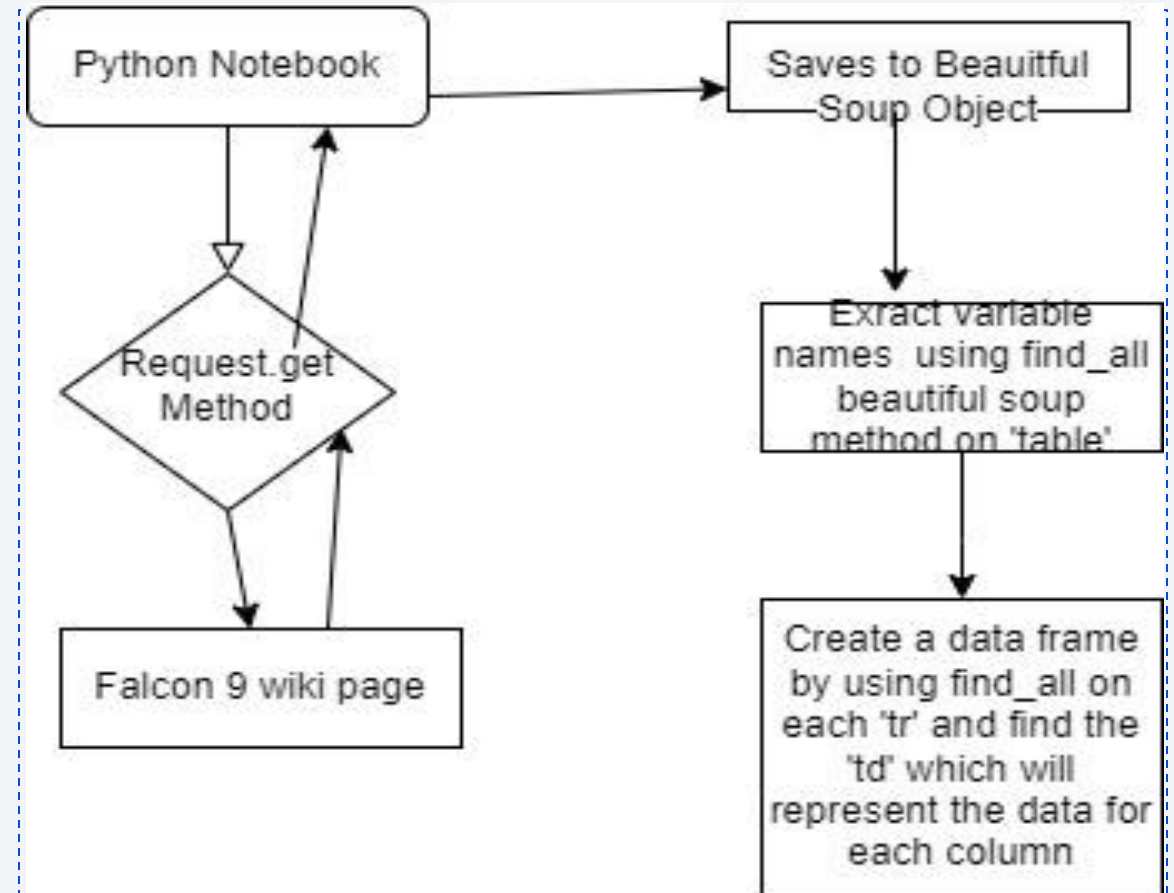 Python Notebook
Request.get
Method
Falcon 9 wiki page
Saves to Beauitful
Soup Object
Exract variable
names using find_all
beautiful soup
method on 'table'
Create a data frame
by using find_all on
each 'tr' and find the
'td' which will
represent the data for
each column